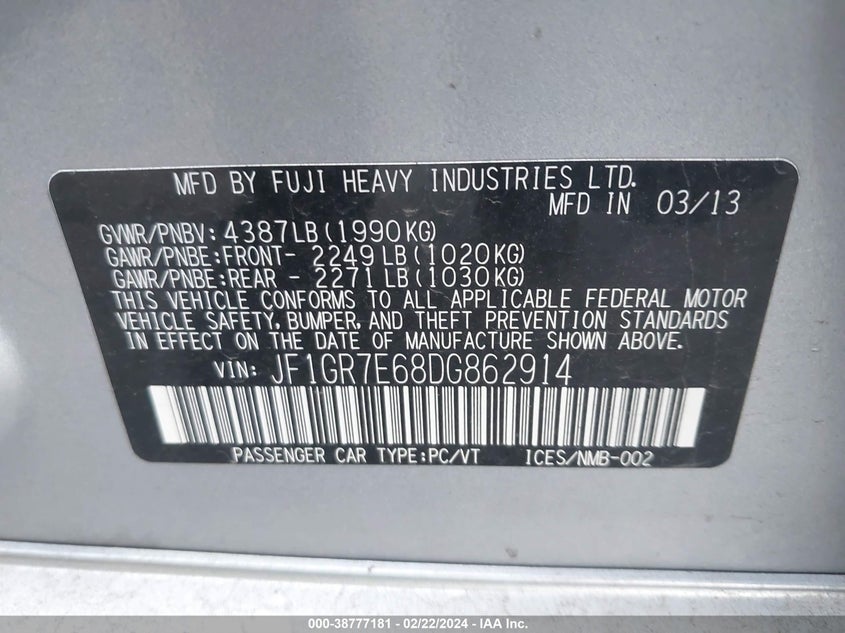 MFD BY FUJI HEAVY INDUSTRIES LTD.
MFD IN 03/13
GVWR/PNBV: 4387LB(1990KG)
GAWR/PNBE:FRONT- 2249LB(1020KG)
GAWR/PNBE:REAR - 2271LB(1030KG)
THIS VEHICLE CONFORMS TO ALL APPLICABLE FEDERAL MOTOR
VEHICLE SAFETY, BUMPER, AND THEFT PREVENTION STANDARDS
IN EFFECT ON THE DATE OF MANUFACTURE SHOWN ABOVE.
VIN: JF1GR7E68DG862914
PASSENGER CAR TYPE:PC/VT ICES/NMB-002
000-38777181 - 02/22/2024 - IAA Inc.